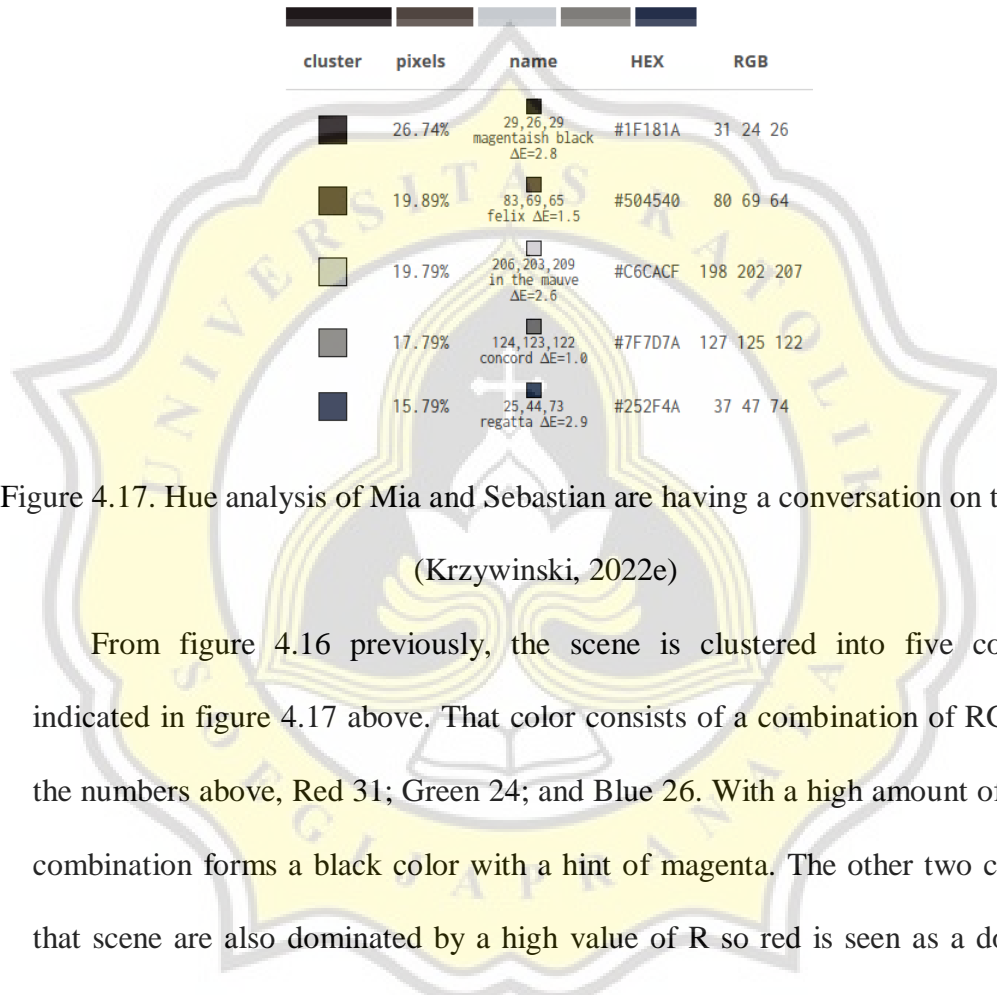 cluster pixels name HEX RGB
29,26,29
26.74% magentaish black #1F181A 31 24 26
ΔE=2.8
19.89% 83,69,65 #504540 80 69 64
felix ΔE=1.5
206,203,209
19.79% in the mauve #C6CACF 198 202 207
ΔE=2.6
17.79% 124,123,122 #7F7D7A 127 125 122
concord ΔE=1.0
15.79% 25,44,73 #252F4A 37 47 74
regatta ΔE=2.9
Figure 4.17. Hue analysis of Mia and Sebastian are having a conversation on t
(Krzywinski, 2022e)
From figure 4.16 previously, the scene is clustered into five co
indicated in figure 4.17 above. That color consists of a combination of RG
the numbers above, Red 31; Green 24; and Blue 26. With a high amount of
combination forms a black color with a hint of magenta. The other two c
that scene are also dominated by a high value of R so red is seen as a do
UNIVERSITAS KATOLIK
SOEGIJAPRANATA